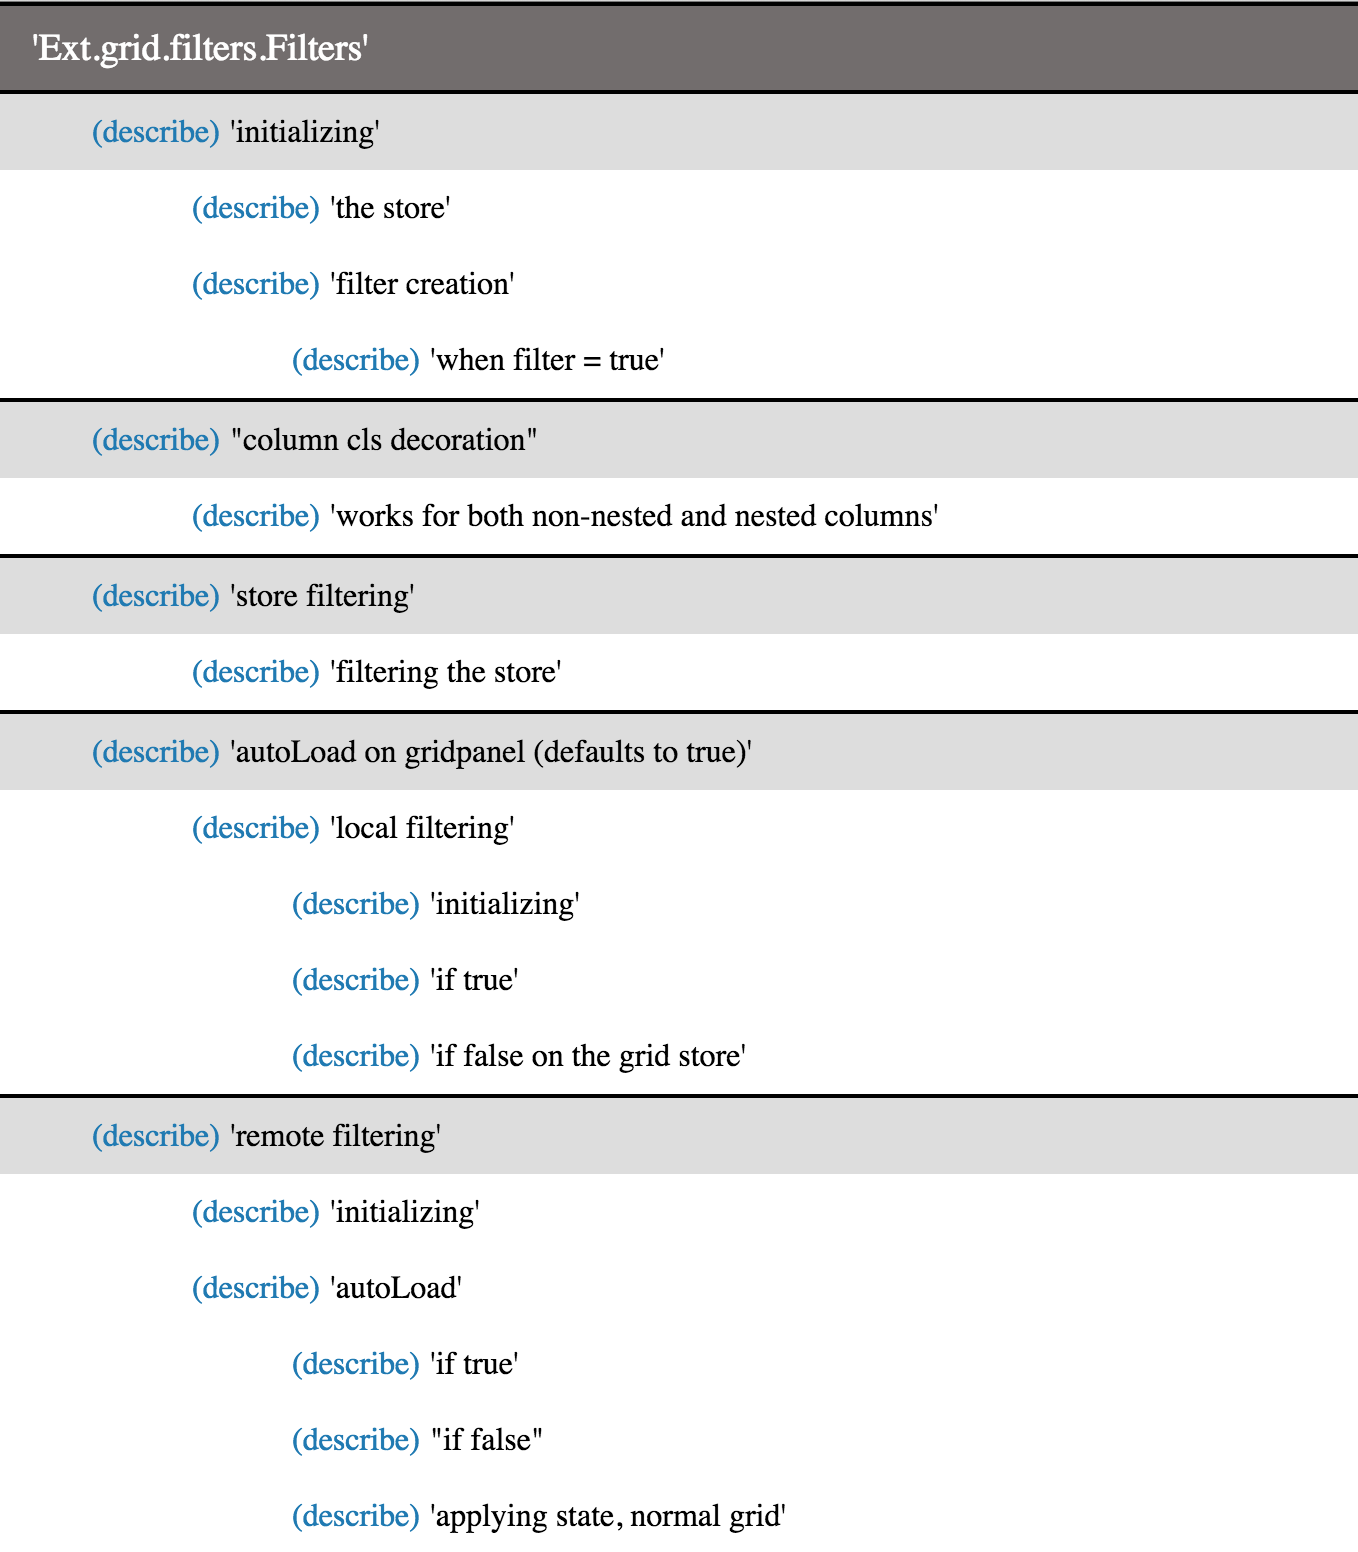 'Ext.grid.filters.Filters'
(describe) 'initializing'
(describe) 'the store'
(describe) 'filter creation'
(describe) 'when filter = true'
(describe) "column cls decoration"
(describe) 'works for both non-nested and nested columns'
(describe) 'store filtering'
(describe) 'filtering the store'
(describe) 'autoLoad on gridpanel (defaults to true)'
(describe) 'local filtering'
(describe) 'initializing'
(describe) 'if true'
(describe) 'if false on the grid store'
(describe) 'remote filtering'
(describe) 'initializing'
(describe) 'autoLoad'
(describe) 'if true'
(describe) "if false"
(describe) 'applying state, normal grid'